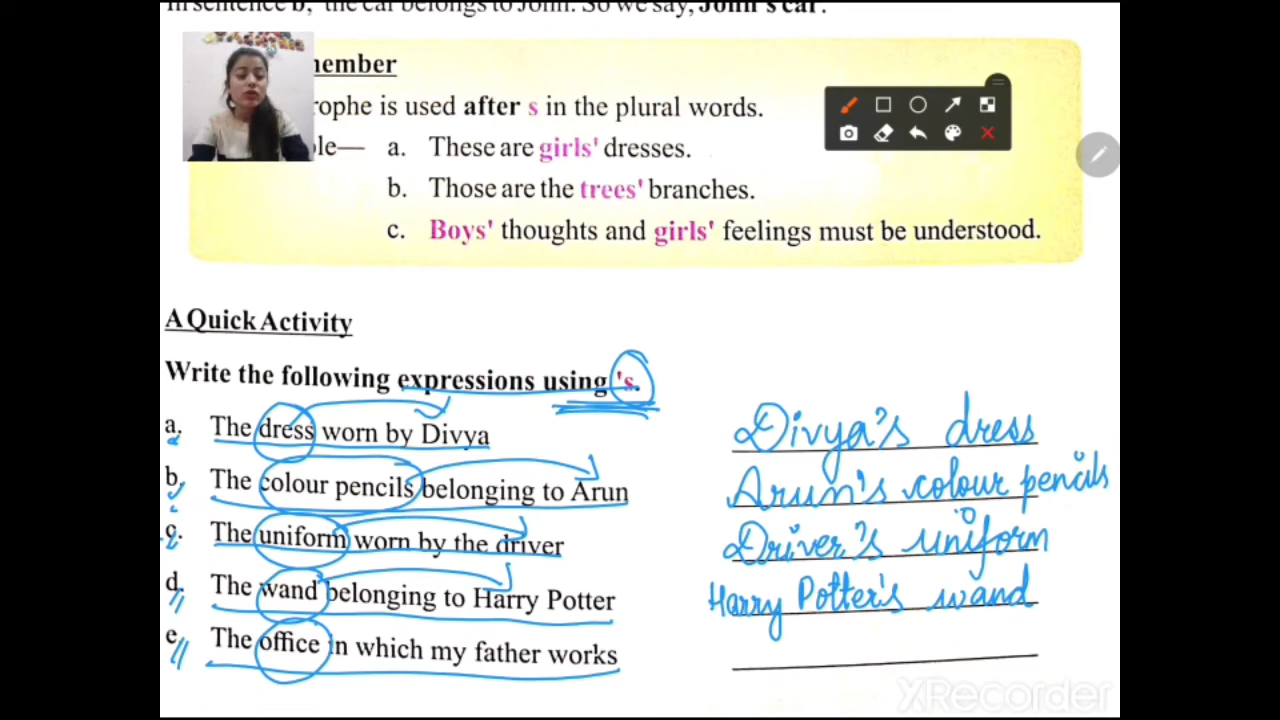 In sentence b, the car belongs to John. So we say, John's car.
member
rophe is used after s in the plural words.
ple— a. These are girls' dresses.
b. Those are the trees' branches.
c. Boys' thoughts and girls' feelings must be understood.
A Quick Activity
Write the following expressions using 's.
a. The dress worn by Divya Divya's dress
b. The colour pencils belonging to Arun Arun's colour pencils
c. The uniform worn by the driver Driver's uniform
d. The wand belonging to Harry Potter Harry Potter's wand
e. The office in which my father works
XRecorder